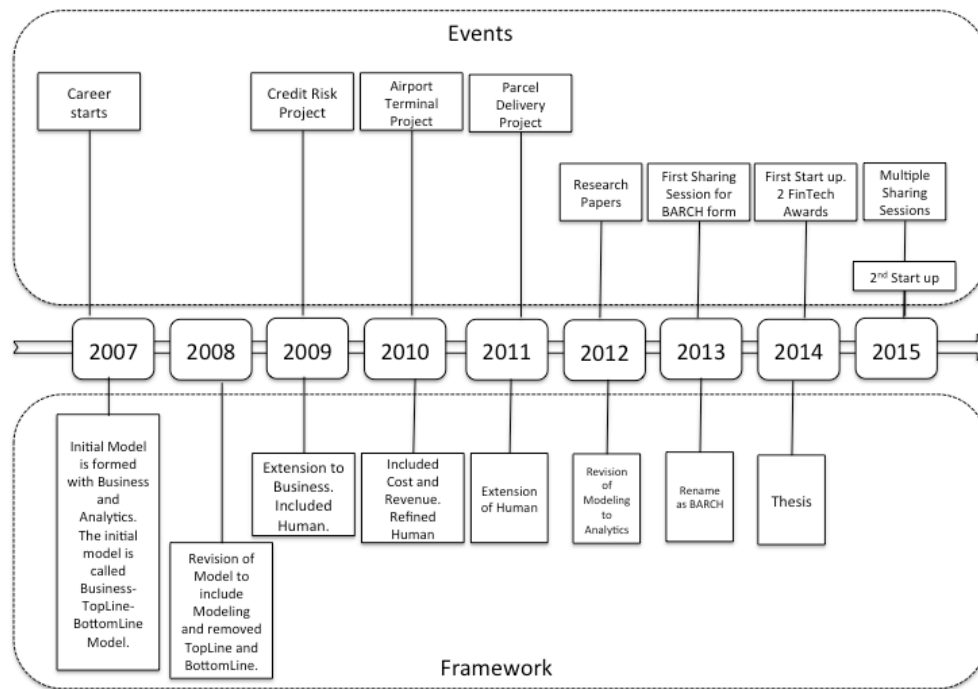 Events
Career
starts
Credit Risk
Project
Airport
Terminal
Project
Parcel
Delivery
Project
Research
Papers
First Sharing
Session for
BARCH form
First Start up.
2 FinTech
Awards
Multiple
Sharing
Sessions
2nd Start up
2007
2008
2009
2010
2011
2012
2013
2014
2015
Initial Model
is formed
with Business
and
Analytics.
The initial
model is
called
Business-
TopLine-
BottomLine
Model.
Revision of
Model to
include
Modeling
and removed
TopLine and
BottomLine.
Extension to
Business.
Included
Human.
Included
Cost and
Revenue.
Refined
Human
Extension
of Human
Revision
of
Modeling
to
Analytics
Rename
as BARCH
Thesis
Framework